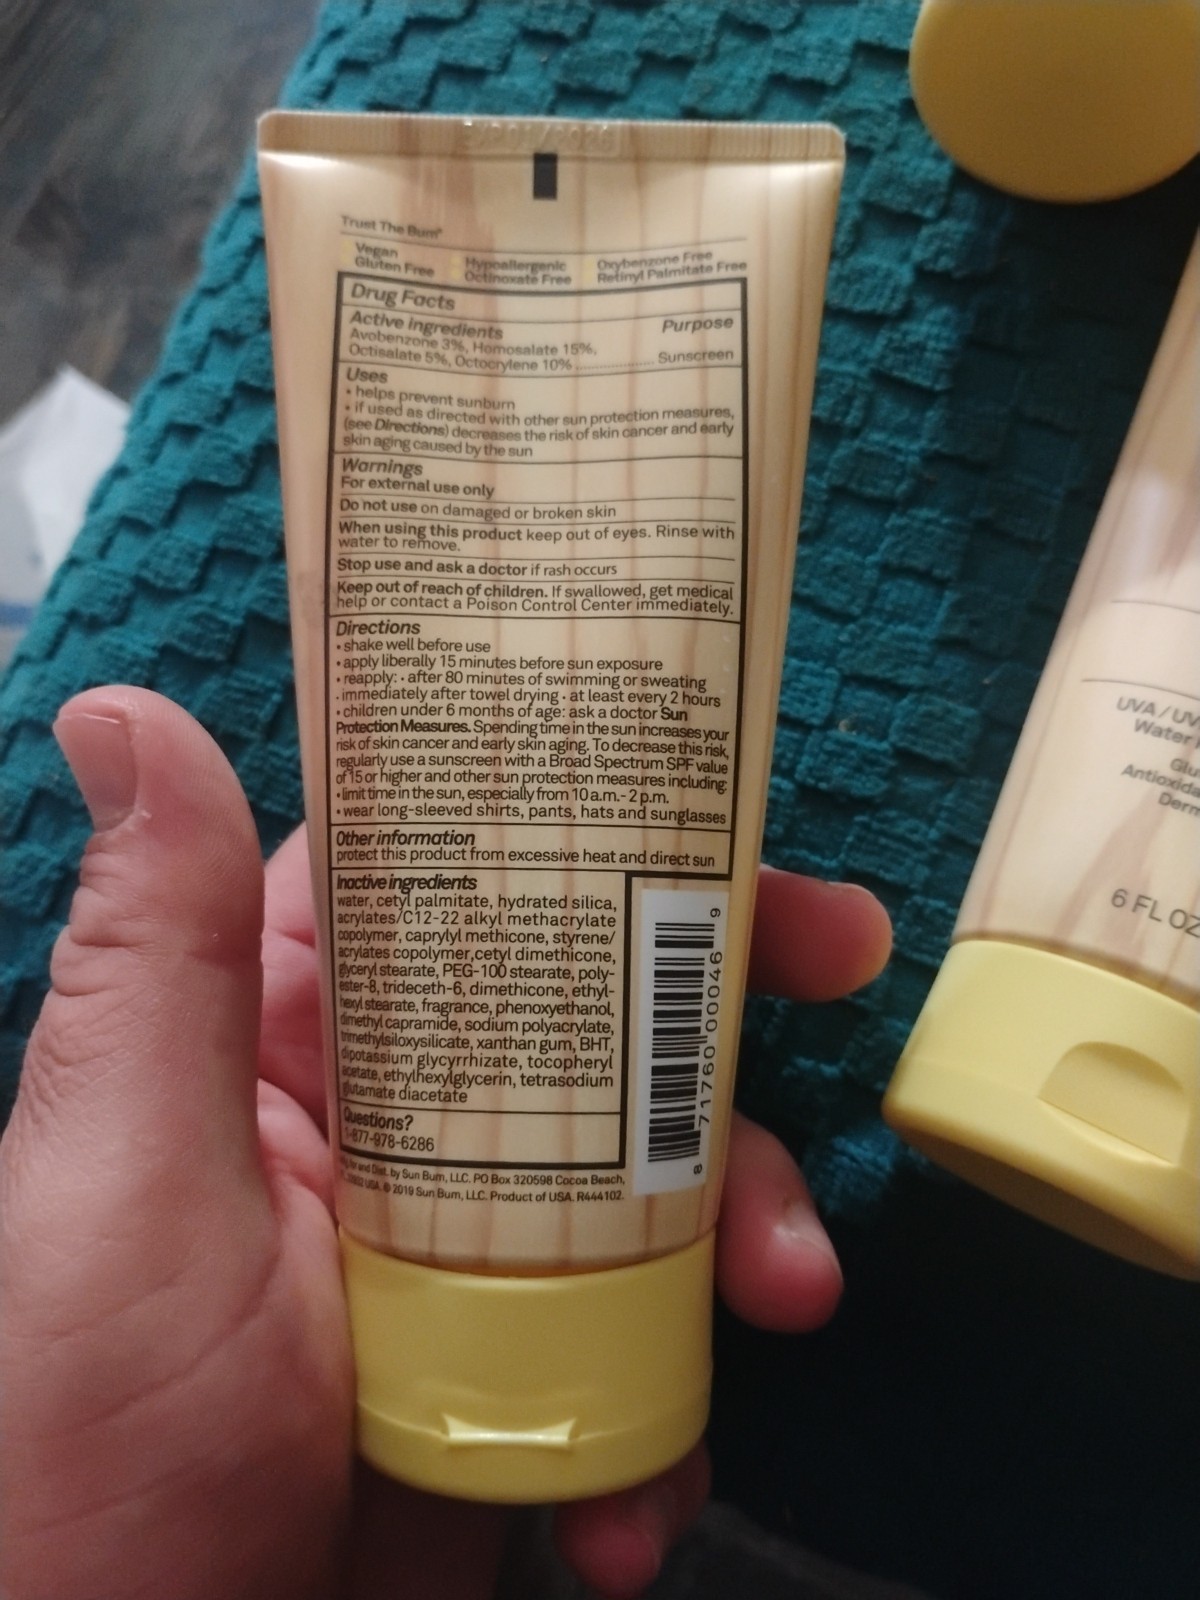 Trust The Bum®
Vegan
Gluten Free
Hypoallergenic
Octinoxate Free
Oxybenzone Free
Retinyl Palmitate Free
Drug Facts
Active ingredients Purpose
Avobenzone 3%, Homosalate 15%,
Octisalate 5%, Octocrylene 10% .................. Sunscreen
Uses
• helps prevent sunburn
• if used as directed with other sun protection measures,
(see Directions) decreases the risk of skin cancer and early
skin aging caused by the sun
Warnings
For external use only
Do not use on damaged or broken skin
When using this product keep out of eyes. Rinse with
water to remove.
Stop use and ask a doctor if rash occurs
Keep out of reach of children. If swallowed, get medical
help or contact a Poison Control Center immediately.
Directions
• shake well before use
• apply liberally 15 minutes before sun exposure
• reapply: • after 80 minutes of swimming or sweating
• immediately after towel drying • at least every 2 hours
• children under 6 months of age: ask a doctor Sun
Protection Measures. Spending time in the sun increases your
risk of skin cancer and early skin aging. To decrease this risk,
regularly use a sunscreen with a Broad Spectrum SPF value
of 15 or higher and other sun protection measures including:
• limit time in the sun, especially from 10 a.m.- 2 p.m.
• wear long-sleeved shirts, pants, hats and sunglasses
Other information
protect this product from excessive heat and direct sun
Inactive ingredients
water, cetyl palmitate, hydrated silica,
acrylates/C12-22 alkyl methacrylate
copolymer, caprylyl methicone, styrene/
acrylates copolymer,cetyl dimethicone,
glyceryl stearate, PEG-100 stearate, poly-
ester-8, trideceth-6, dimethicone, ethyl-
hexyl stearate, fragrance, phenoxyethanol,
dimethyl capramide, sodium polyacrylate,
trimethylsiloxysilicate, xanthan gum, BHT,
dipotassium glycyrrhizate, tocopheryl
acetate, ethylhexylglycerin, tetrasodium
glutamate diacetate
Questions?
1-877-978-6286
for and Dist. by Sun Bum, LLC. PO Box 320598 Cocoa Beach,
USA. © 2019 Sun Bum, LLC. Product of USA. R444102.
8 71760 00046 9
UVA / UV
Water
Glu
Antioxida
Derm
6 FL OZ